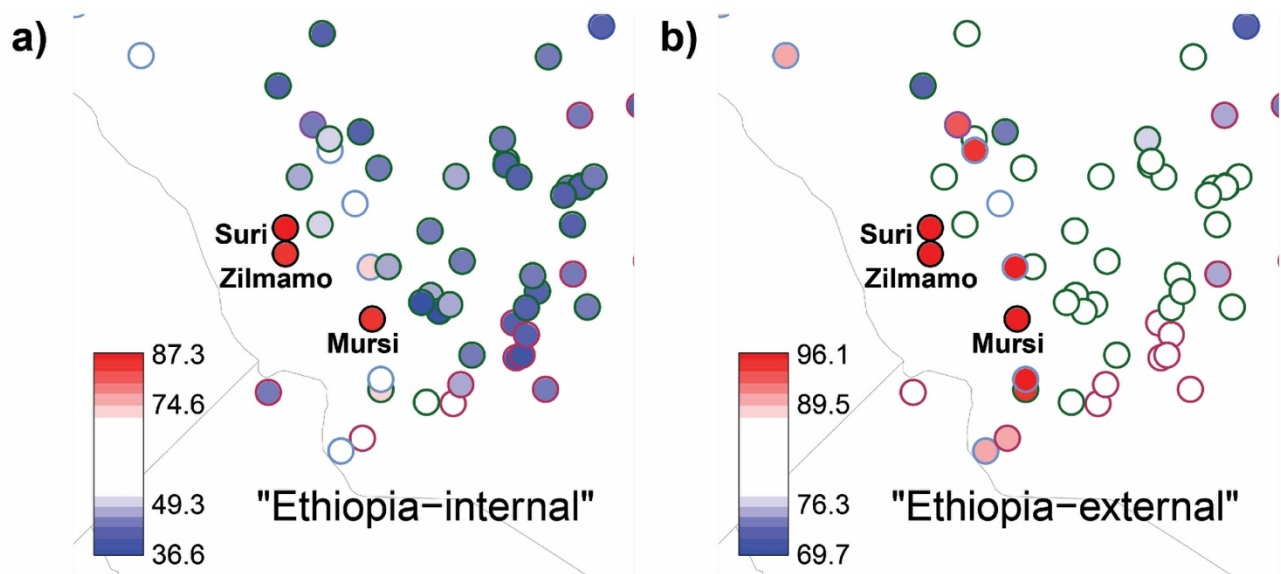 a)
Suri
Zilmamo
Mursi
87.3
74.6
49.3
36.6
"Ethiopia−internal"
b)
Suri
Zilmamo
Mursi
96.1
89.5
76.3
69.7
"Ethiopia−external"